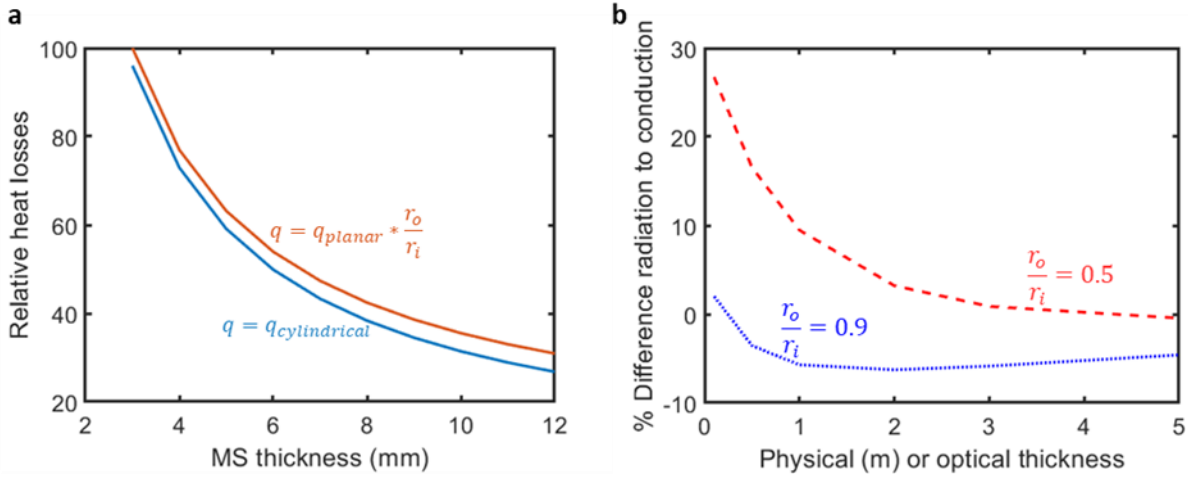 a
100
80
60
40
20
2 4 6 8 10 12
Relative heat losses
MS thickness (mm)
q = q_planar * r_o/r_i
q = q_cylindrical
b
30
20
10
0
-10
0 1 2 3 4 5
% Difference radiation to conduction
Physical (m) or optical thickness
r_o/r_i = 0.5
r_o/r_i = 0.9